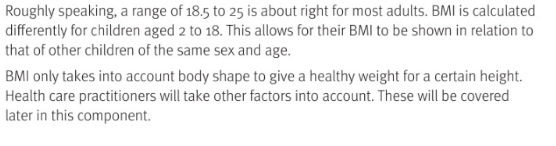 Roughly speaking, a range of 18.5 to 25 is about right for most adults. BMI is calculated
differently for children aged 2 to 18. This allows for their BMI to be shown in relation to
that of other children of the same sex and age.
BMI only takes into account body shape to give a healthy weight for a certain height.
Health care practitioners will take other factors into account. These will be covered
later in this component.